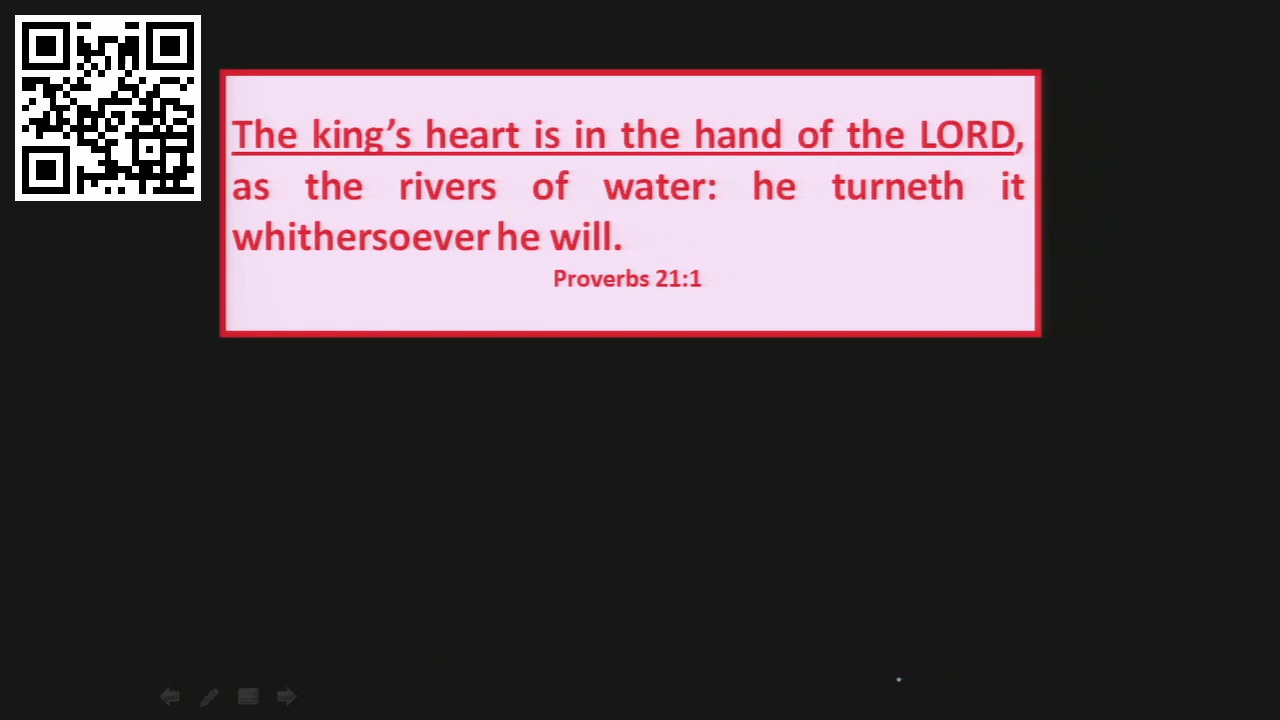 The king’s heart is in the hand of the LORD,
as the rivers of water: he turneth it
whithersoever he will.
Proverbs 21:1